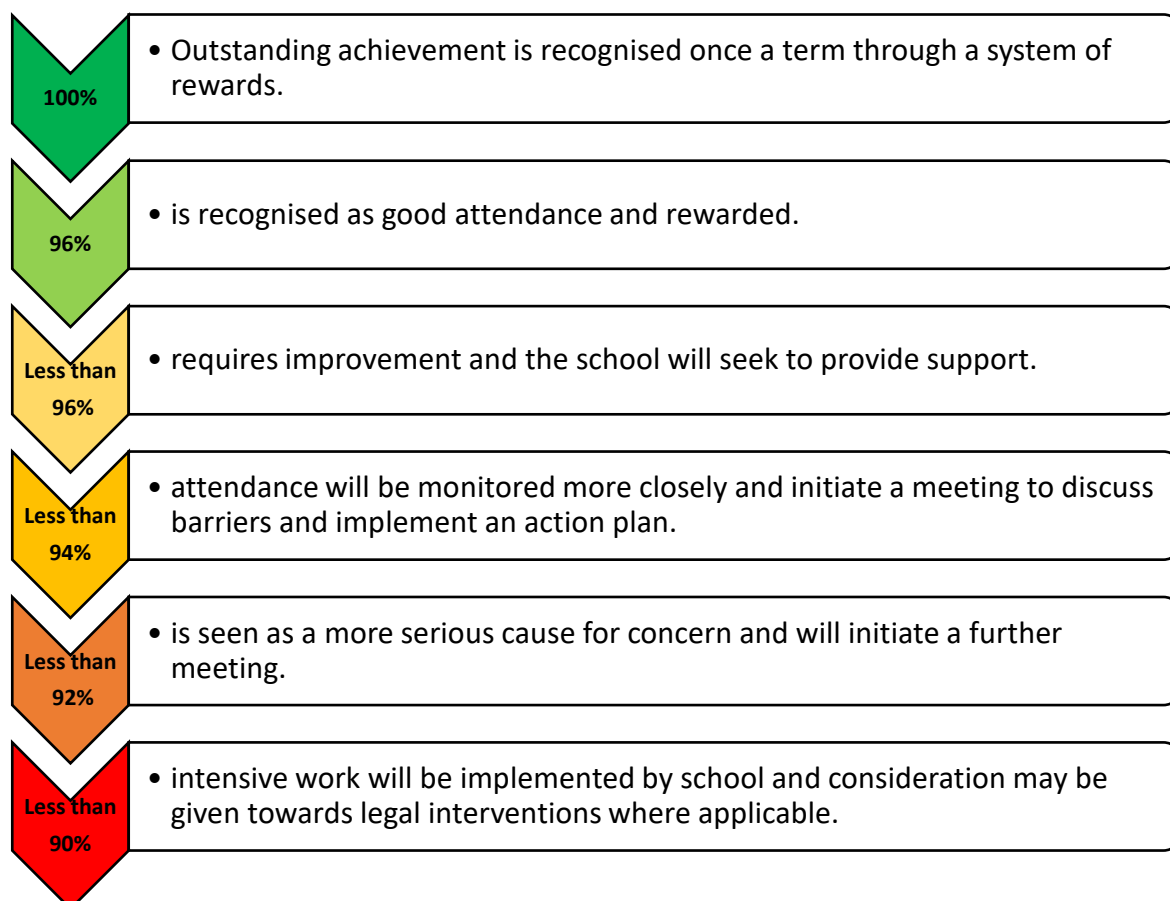 100%
• Outstanding achievement is recognised once a term through a system of
rewards.
96%
• is recognised as good attendance and rewarded.
Less than
96%
• requires improvement and the school will seek to provide support.
Less than
94%
• attendance will be monitored more closely and initiate a meeting to discuss
barriers and implement an action plan.
Less than
92%
• is seen as a more serious cause for concern and will initiate a further
meeting.
Less than
90%
• intensive work will be implemented by school and consideration may be
given towards legal interventions where applicable.